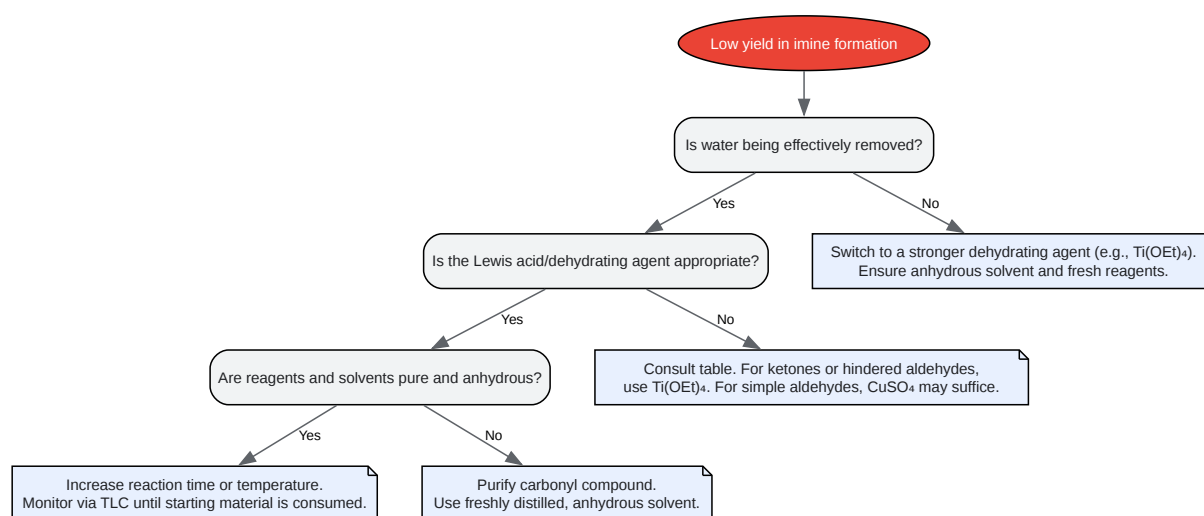 Low yield in imine formation
Is water being effectively removed?
Yes
No
Is the Lewis acid/dehydrating agent appropriate?
Switch to a stronger dehydrating agent (e.g., Ti(OEt)₄).
Ensure anhydrous solvent and fresh reagents.
Yes
No
Are reagents and solvents pure and anhydrous?
Consult table. For ketones or hindered aldehydes,
use Ti(OEt)₄. For simple aldehydes, CuSO₄ may suffice.
Yes
No
Increase reaction time or temperature.
Monitor via TLC until starting material is consumed.
Purify carbonyl compound.
Use freshly distilled, anhydrous solvent.